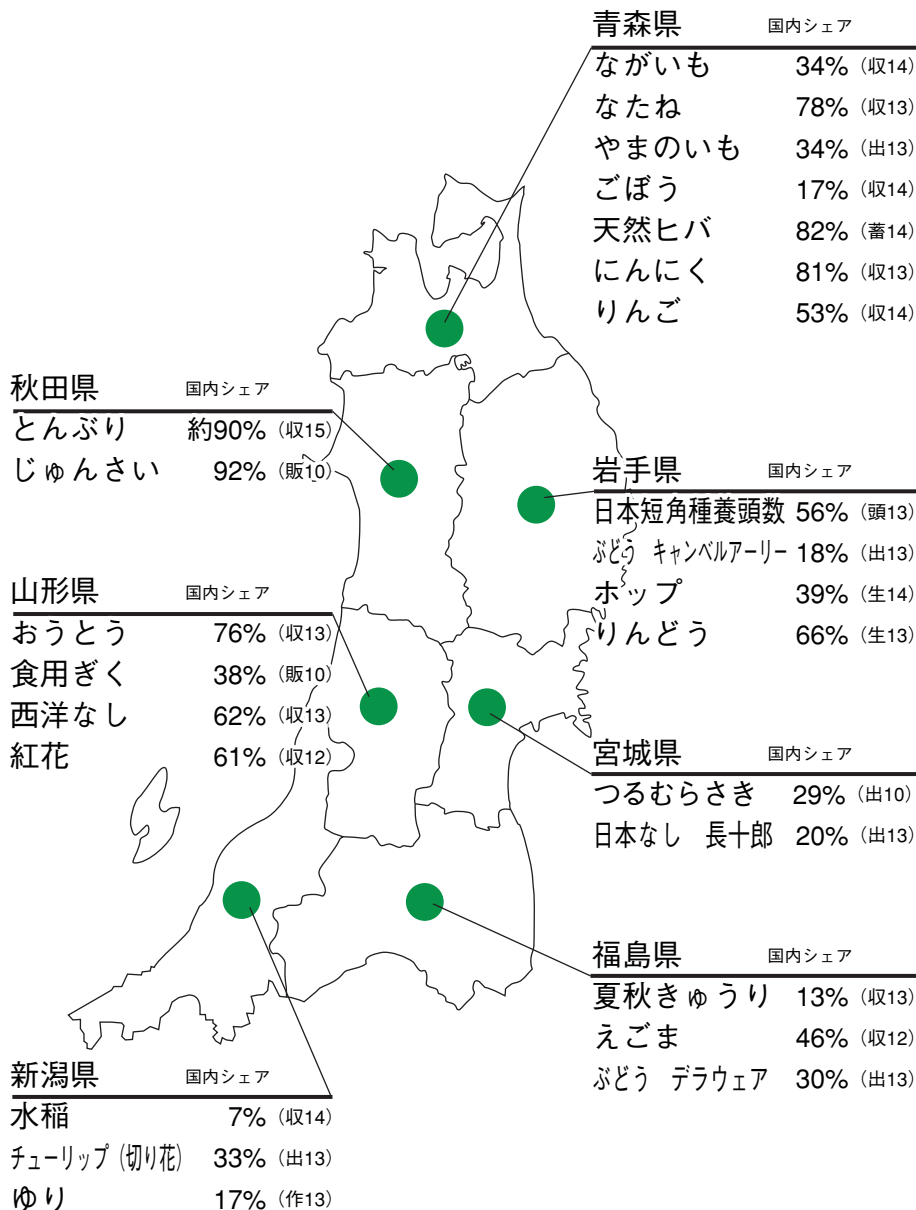 青森県 国内シェア
ながいも 34% (収14)
なたね 78% (収13)
やまのいも 34% (出13)
ごぼう 17% (収14)
天然ヒバ 82% (蓄14)
にんにく 81% (収13)
りんご 53% (収14)
秋田県 国内シェア
とんぶり 約90% (収15)
じゅんさい 92% (販10)
岩手県 国内シェア
日本短角種養頭数 56% (頭13)
ぶどう キャンベルアーリー 18% (出13)
ホップ 39% (生14)
りんどう 66% (生13)
山形県 国内シェア
おうとう 76% (収13)
食用ぎく 38% (販10)
西洋なし 62% (収13)
紅花 61% (収12)
宮城県 国内シェア
つるむらさき 29% (出10)
日本なし 長十郎 20% (出13)
福島県 国内シェア
夏秋きゅうり 13% (収13)
えごま 46% (収12)
ぶどう デラウェア 30% (出13)
新潟県 国内シェア
水稲 7% (収14)
チューリップ (切り花) 33% (出13)
ゆり 17% (作13)